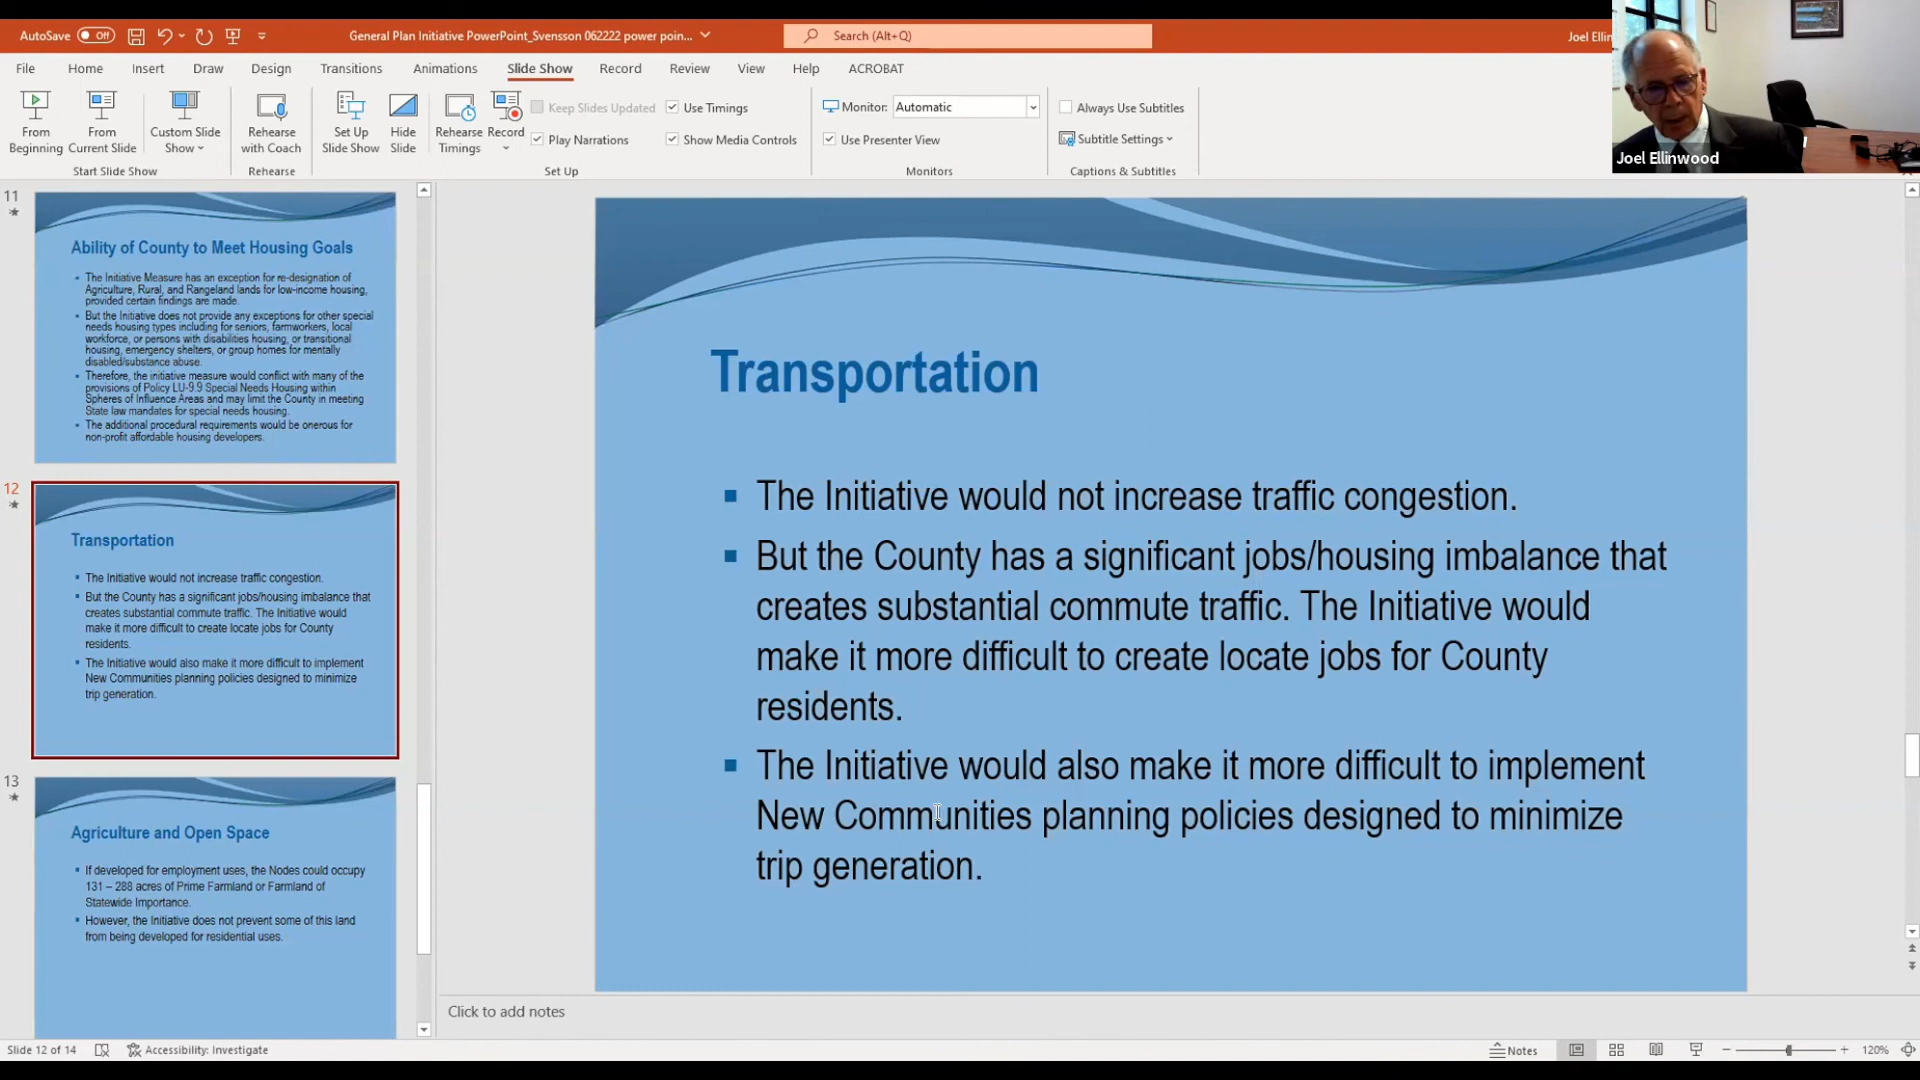 AutoSave Off General Plan Initiative PowerPoint_Svensson 062222 power poin... Search (Alt+Q) Joel Ellin
File Home Insert Draw Design Transitions Animations Slide Show Record Review View Help ACROBAT
From Beginning
From Current Slide
Custom Slide Show
Start Slide Show
Rehearse with Coach
Rehearse
Set Up Slide Show
Hide Slide
Rehearse Timings
Record
Keep Slides Updated
Use Timings
Play Narrations
Show Media Controls
Set Up
Monitor: Automatic
Use Presenter View
Monitors
Always Use Subtitles
Subtitle Settings
Captions & Subtitles
Joel Ellinwood
11
Ability of County to Meet Housing Goals
The Initiative Measure has an exception for re-designation of
Agriculture, Rural, and Rangeland lands for low-income housing,
provided certain findings are made.
But the Initiative does not provide any exceptions for other special
needs housing types including for seniors, farmworkers, local
workforce, or persons with disabilities housing, or transitional
housing, emergency shelters, or group homes for mentally
disabled/substance abuse.
Therefore, the initiative measure would conflict with many of the
provisions of Policy LU-9.9 Special Needs Housing within
Spheres of Influence Areas and may limit the County in meeting
State law mandates for special needs housing.
The additional procedural requirements would be onerous for
non-profit affordable housing developers.
12
Transportation
The Initiative would not increase traffic congestion.
But the County has a significant jobs/housing imbalance that
creates substantial commute traffic. The Initiative would
make it more difficult to create locate jobs for County
residents.
The Initiative would also make it more difficult to implement
New Communities planning policies designed to minimize
trip generation.
13
Agriculture and Open Space
If developed for employment uses, the Nodes could occupy
131 – 288 acres of Prime Farmland or Farmland of
Statewide Importance.
However, the Initiative does not prevent some of this land
from being developed for residential uses.
Transportation
The Initiative would not increase traffic congestion.
But the County has a significant jobs/housing imbalance that
creates substantial commute traffic. The Initiative would
make it more difficult to create locate jobs for County
residents.
The Initiative would also make it more difficult to implement
New Communities planning policies designed to minimize
trip generation.
Click to add notes
Slide 12 of 14 Accessibility: Investigate Notes 120%